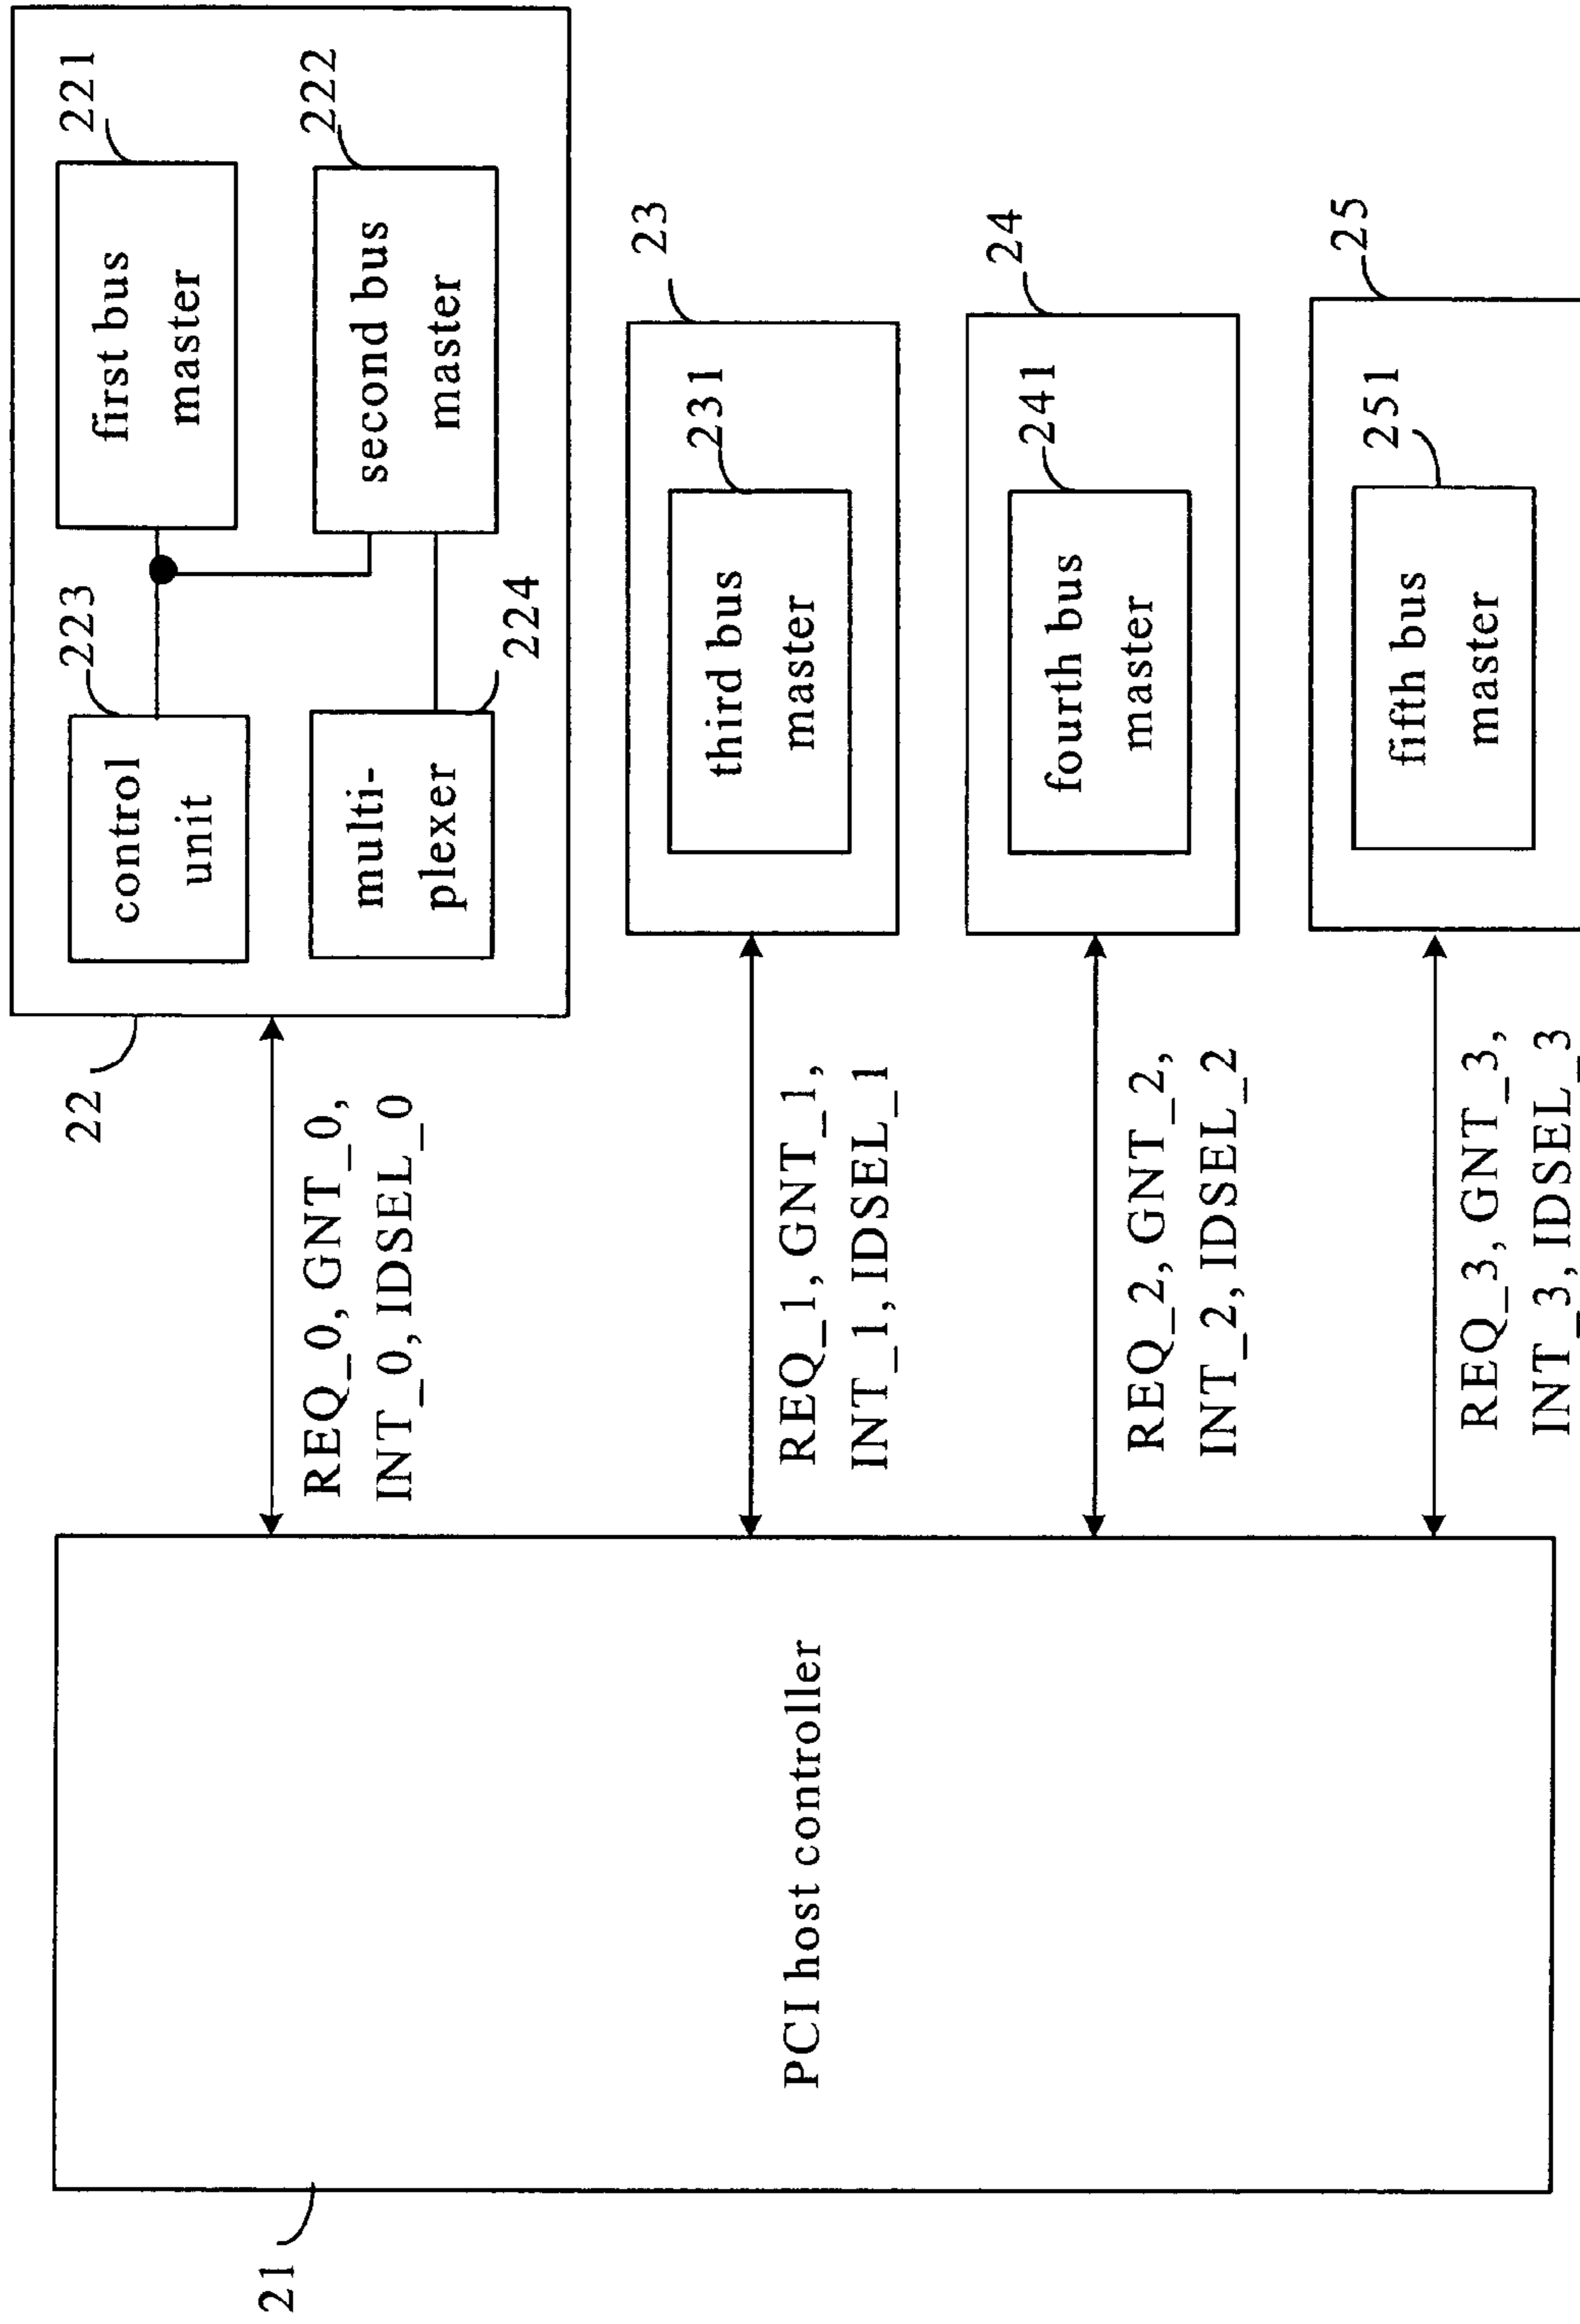 21
PCI host controller
22
REQ_0, GNT_0,
INT_0, IDSEL_0
223
control
unit
221
first bus
master
multi-
plexer
224
second bus
master
222
REQ_1, GNT_1,
INT_1, IDSEL_1
23
231
third bus
master
REQ_2, GNT_2,
INT_2, IDSEL_2
24
241
fourth bus
master
REQ_3, GNT_3,
INT_3, IDSEL_3
25
251
fifth bus
master